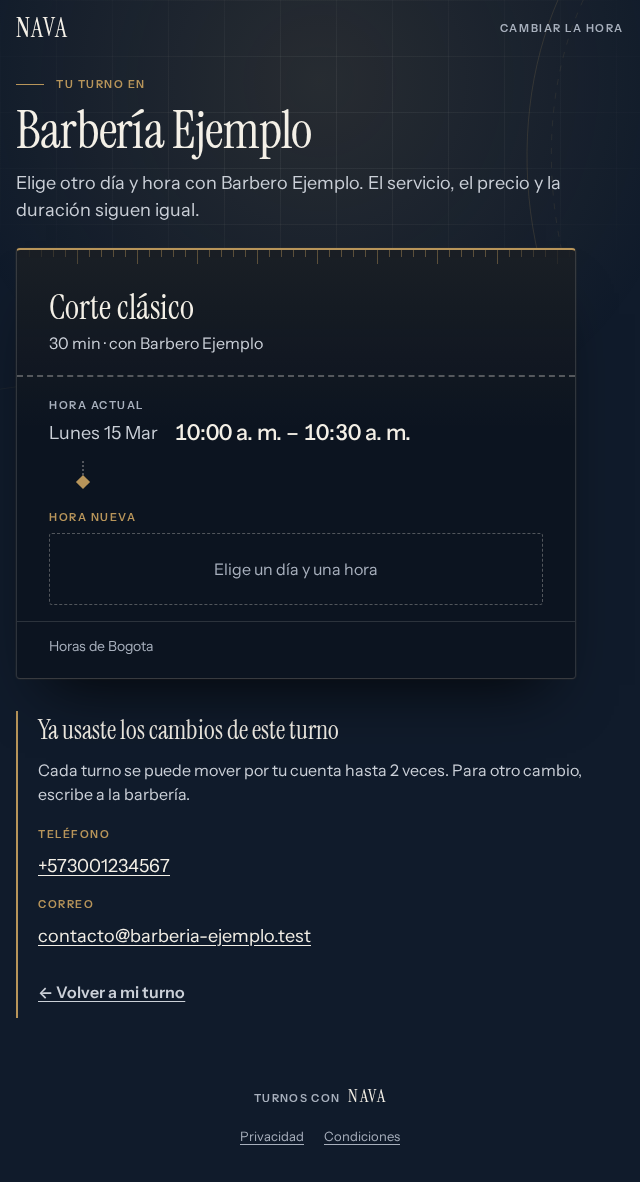 NAVA
CAMBIAR LA HORA
TU TURNO EN
Barbería Ejemplo
Elige otro día y hora con Barbero Ejemplo. El servicio, el precio y la
duración siguen igual.
Corte clásico
30 min · con Barbero Ejemplo
HORA ACTUAL
Lunes 15 Mar 10:00 a. m. – 10:30 a. m.
HORA NUEVA
Elige un día y una hora
Horas de Bogota
Ya usaste los cambios de este turno
Cada turno se puede mover por tu cuenta hasta 2 veces. Para otro cambio,
escribe a la barbería.
TELÉFONO
+573001234567
CORREO
contacto@barberia-ejemplo.test
← Volver a mi turno
TURNOS CON NAVA
Privacidad Condiciones